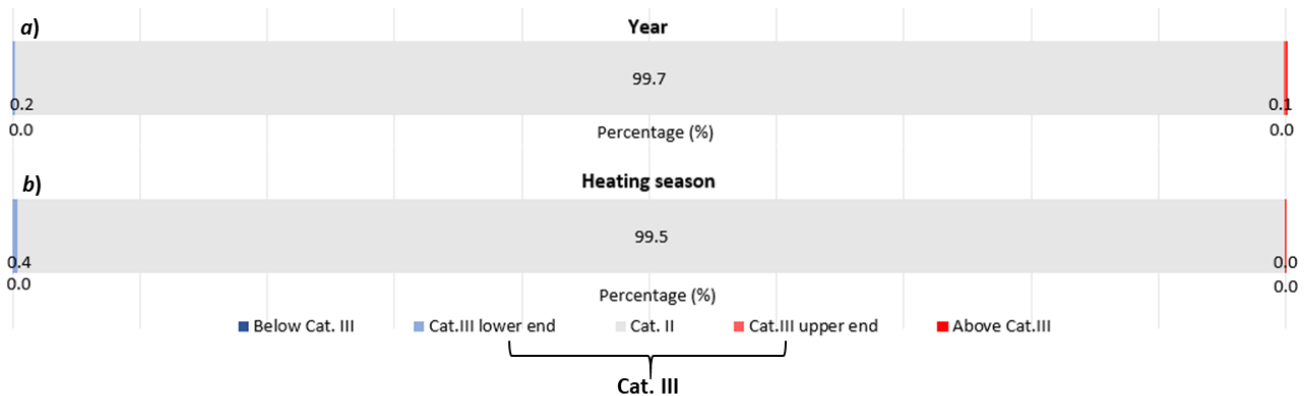 a)
Year
99.7
0.2
0.1
0.0
0.0
Percentage (%)
b)
Heating season
99.5
0.4
0.0
0.0
0.0
Percentage (%)
Below Cat. III Cat.III lower end Cat. II Cat.III upper end Above Cat.III
Cat. III